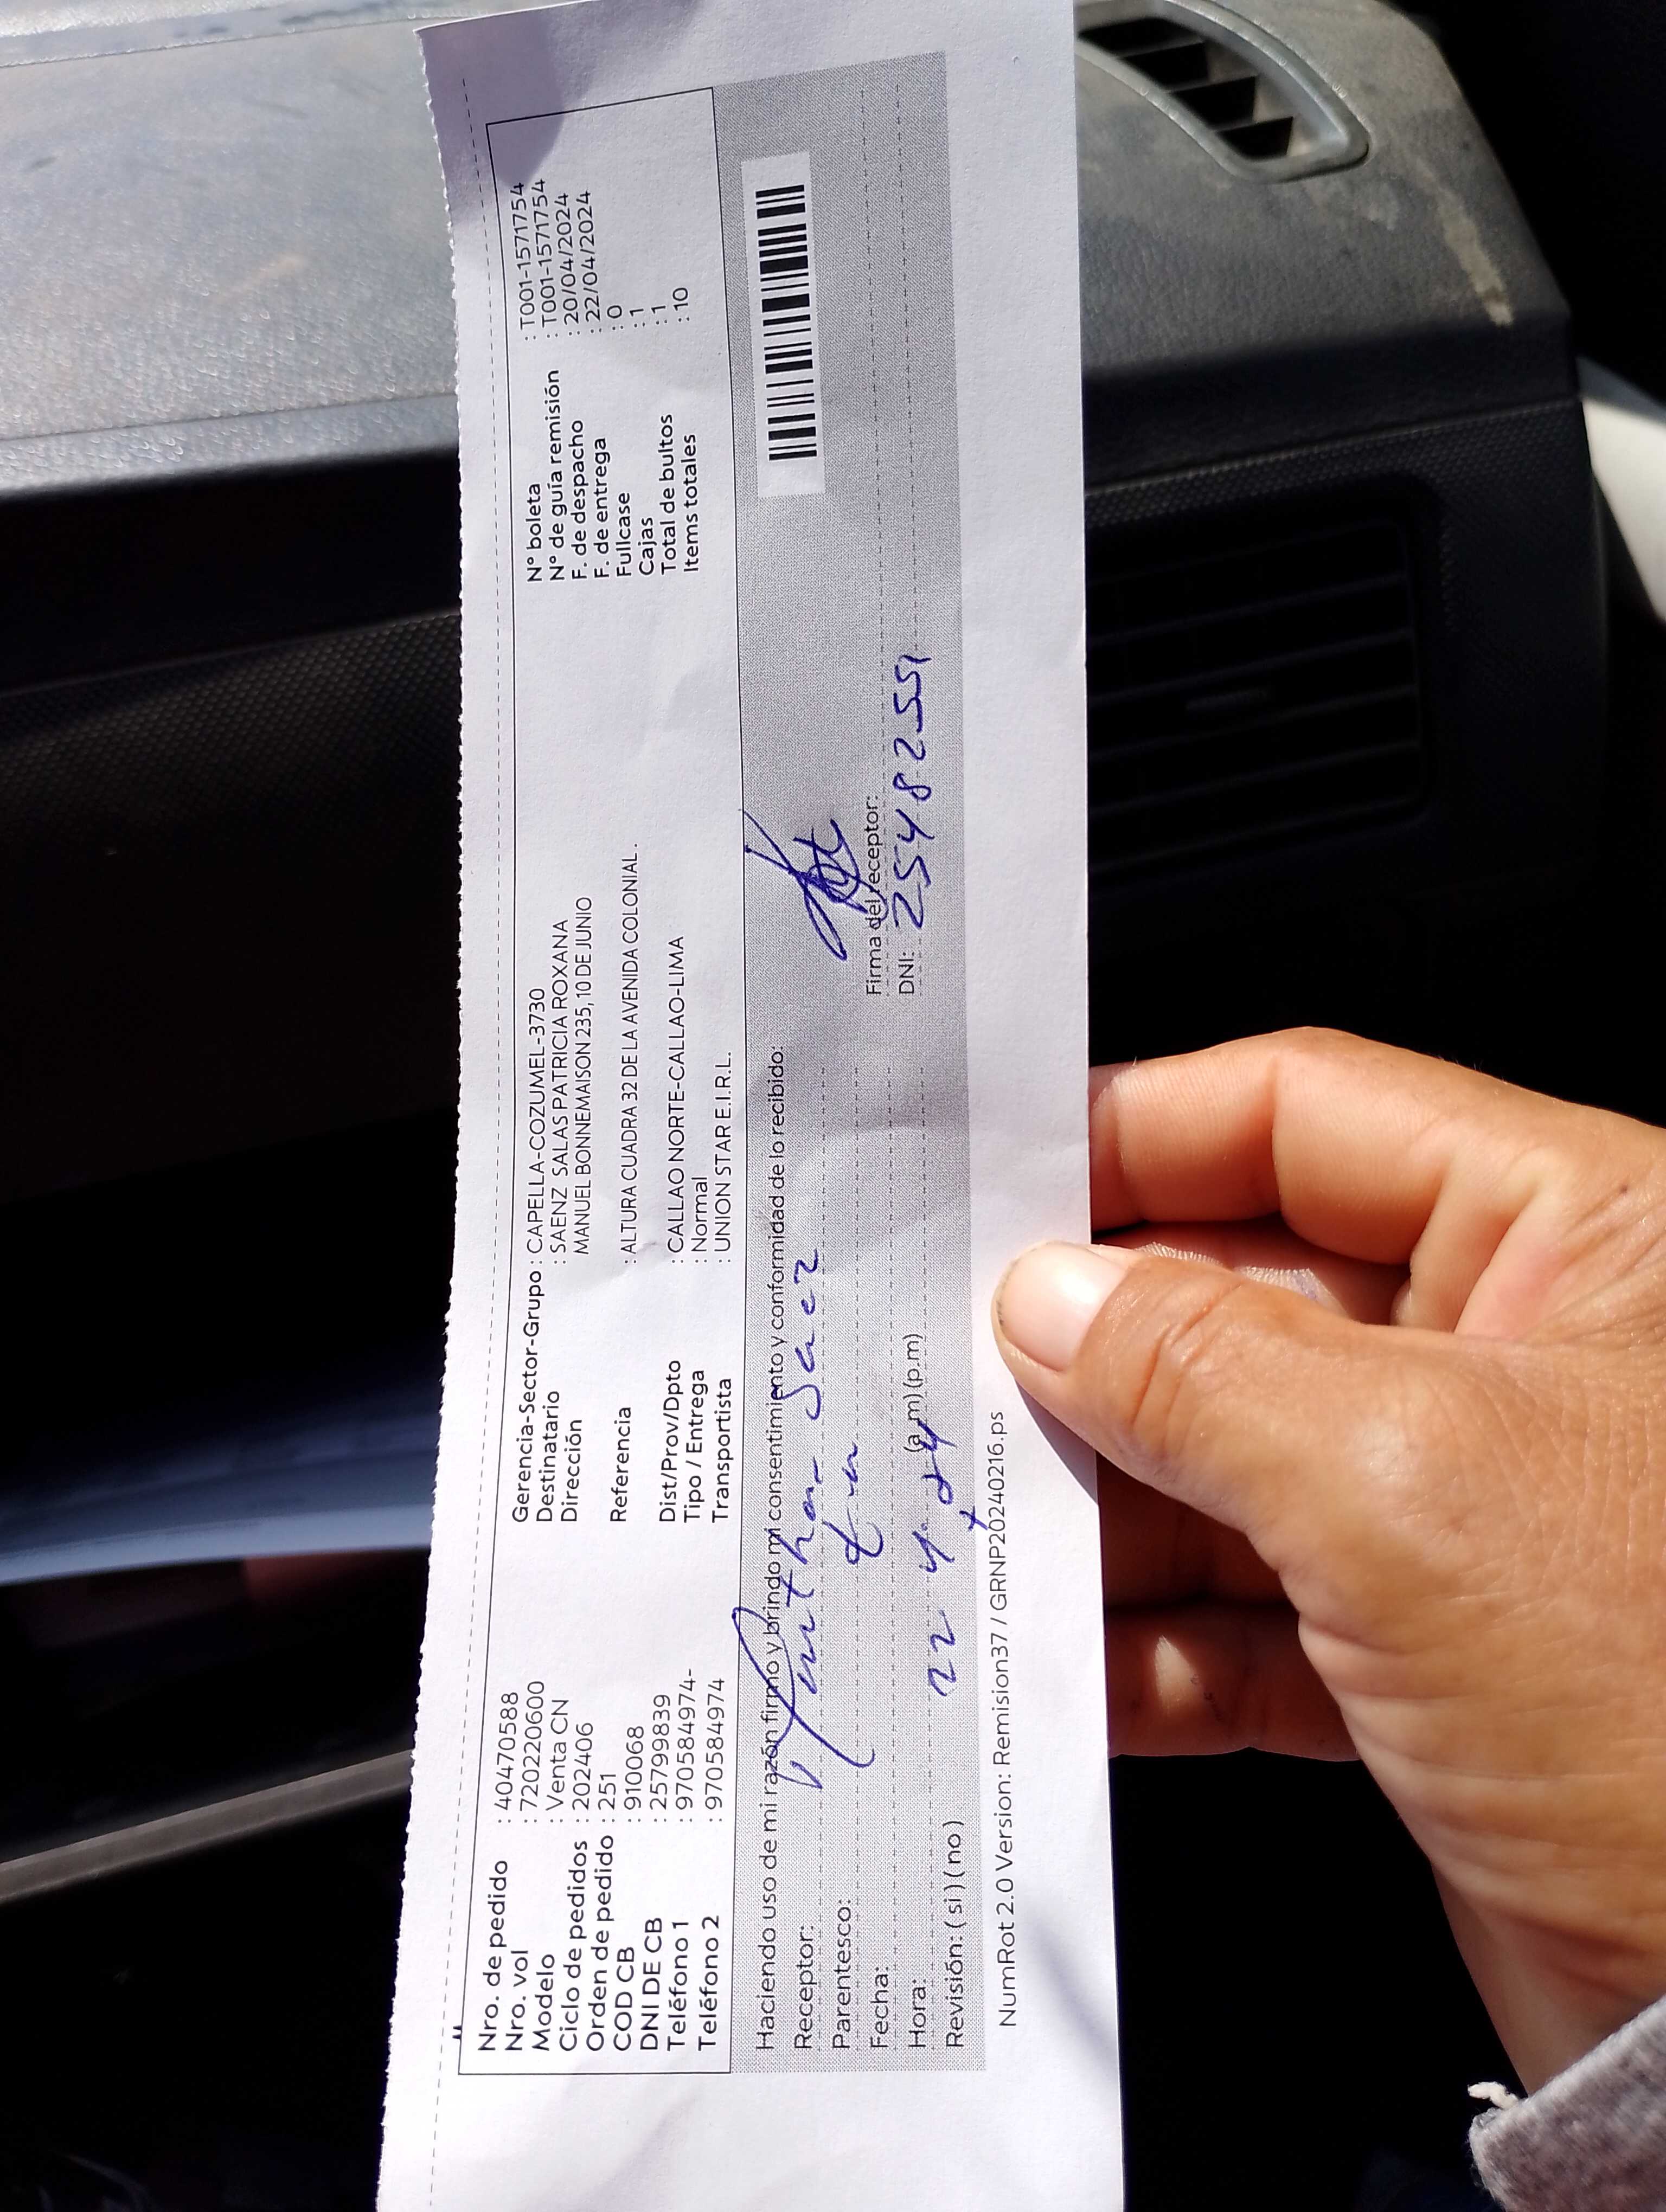 Nro. de pedido : 40470588
Nro. vol : 7202220600
Modelo : Venta CN
Ciclo de pedidos : 202406
Orden de pedido : 251
COD CB : 910068
DNI DE CB : 25799839
Teléfono 1 : 970584974-
Teléfono 2 : 970584974
Gerencia-Sector-Grupo : CAPELLA-COZUMEL-3730
Destinatario : SAENZ SALAS PATRICIA ROXANA
Dirección MANUEL BONNEMAISON 235, 10 DE JUNIO
Referencia : ALTURA CUADRA 32 DE LA AVENIDA COLONIAL .
Dist/Prov/Dpto : CALLAO NORTE-CALLAO-LIMA
Tipo / Entrega : Normal
Transportista : UNION STAR E.I.R.L.
N° boleta : T001-1571754
N° de guía remisión : T001-1571754
F. de despacho : 20/04/2024
F. de entrega : 22/04/2024
Fullcase : 0
Cajas : 1
Total de bultos : 1
Items totales : 10
Haciendo uso de mi razón firmo y brindo mi consentimiento y conformidad de lo recibido:
Receptor:
Parentesco:
Fecha: 22 4
Hora: (a.m) (p.m)
Revisión: ( si ) ( no )
Firma del receptor:
DNI: 25482551
NumRot 2.0 Version: Remision37 / GRNP20240216.ps